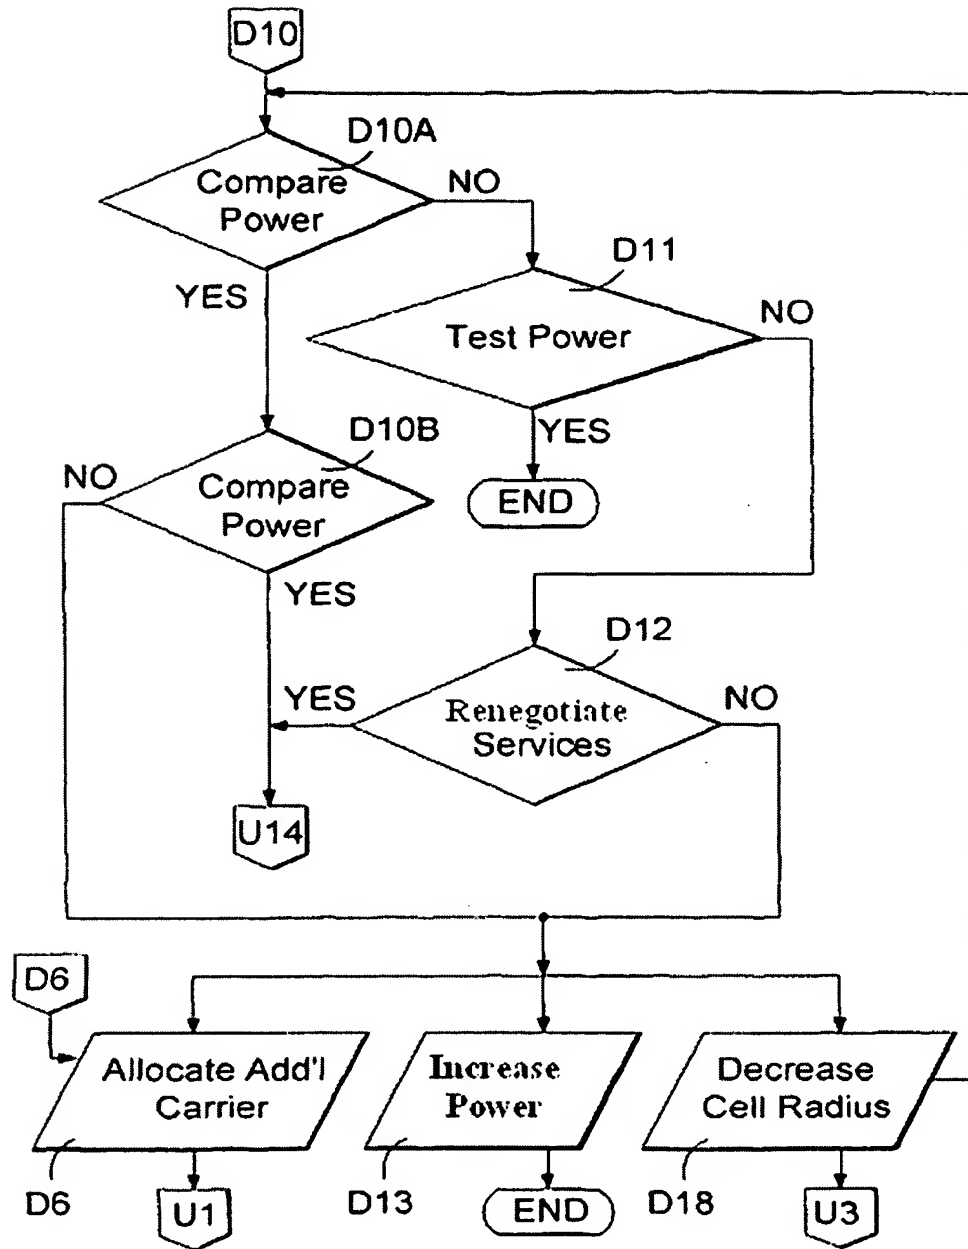 D10
D10A
Compare
Power
NO
YES
D11
Test Power
NO
YES
END
D10B
Compare
Power
NO
YES
D12
Renegotiate
Services
YES
NO
U14
D6
Allocate Add'l
Carrier
Increase
Power
Decrease
Cell Radius
D6
U1
D13
END
D18
U3